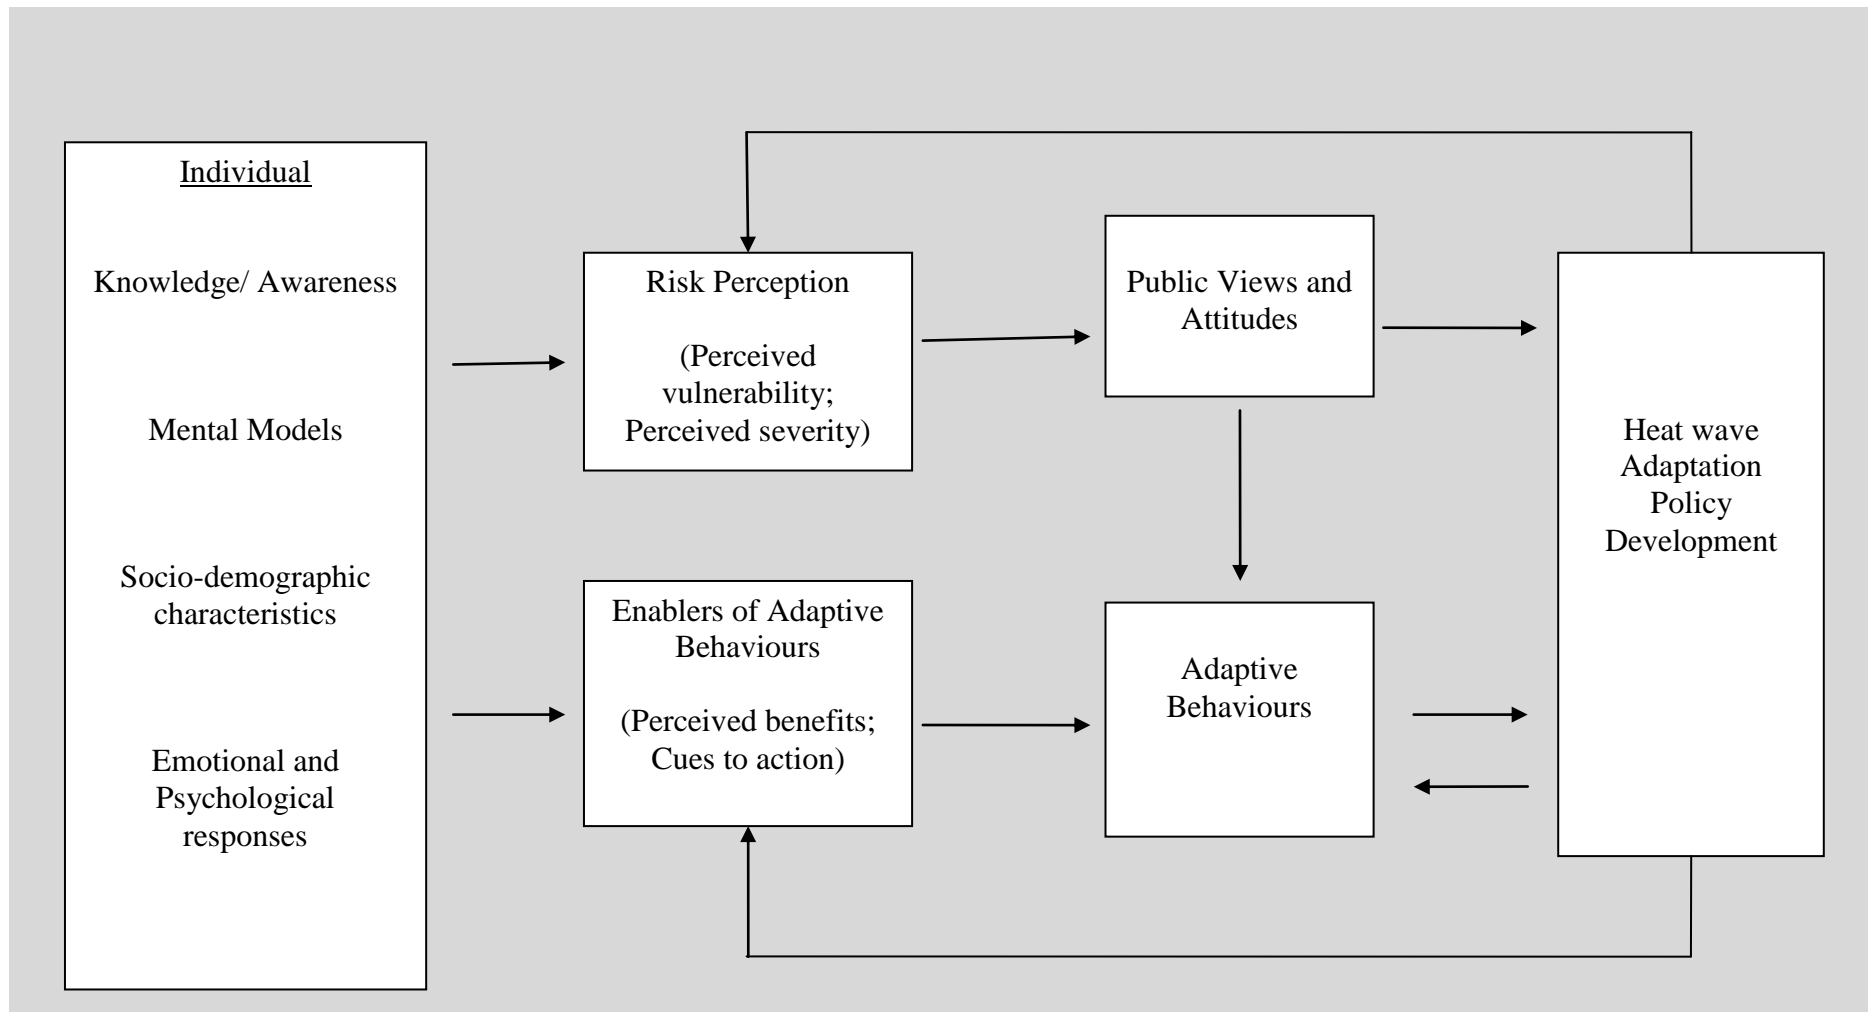 Individual
Knowledge/ Awareness
Mental Models
Socio-demographic
characteristics
Emotional and
Psychological
responses
Risk Perception
(Perceived
vulnerability;
Perceived severity)
Enablers of Adaptive
Behaviours
(Perceived benefits;
Cues to action)
Public Views and
Attitudes
Adaptive
Behaviours
Heat wave
Adaptation
Policy
Development